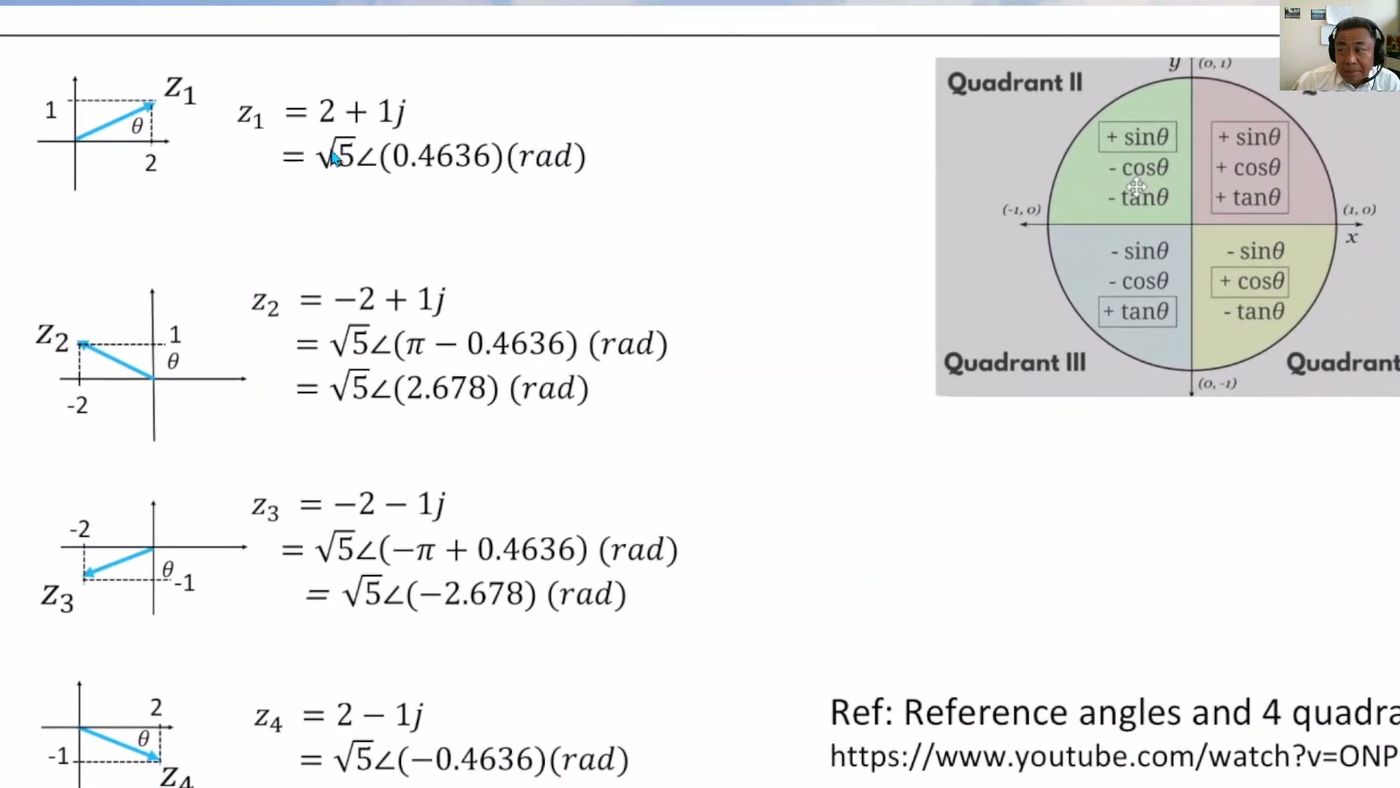 Z₁
1
θ
2
z₁ = 2 + 1j
= √5∠(0.4636)(rad)
Z₂
1
θ
-2
z₂ = −2 + 1j
= √5∠(π − 0.4636) (rad)
= √5∠(2.678) (rad)
-2
θ
-1
Z₃
z₃ = −2 − 1j
= √5∠(−π + 0.4636) (rad)
= √5∠(−2.678) (rad)
2
θ
-1
Z₄
z₄ = 2 − 1j
= √5∠(−0.4636)(rad)
Quadrant II
y
(0, 1)
+ sinθ
- cosθ
- tanθ
+ sinθ
+ cosθ
+ tanθ
(-1, 0)
(1, 0)
x
- sinθ
- cosθ
+ tanθ
- sinθ
+ cosθ
- tanθ
Quadrant III
Quadrant
(0, -1)
Ref: Reference angles and 4 quadra
https://www.youtube.com/watch?v=ONP